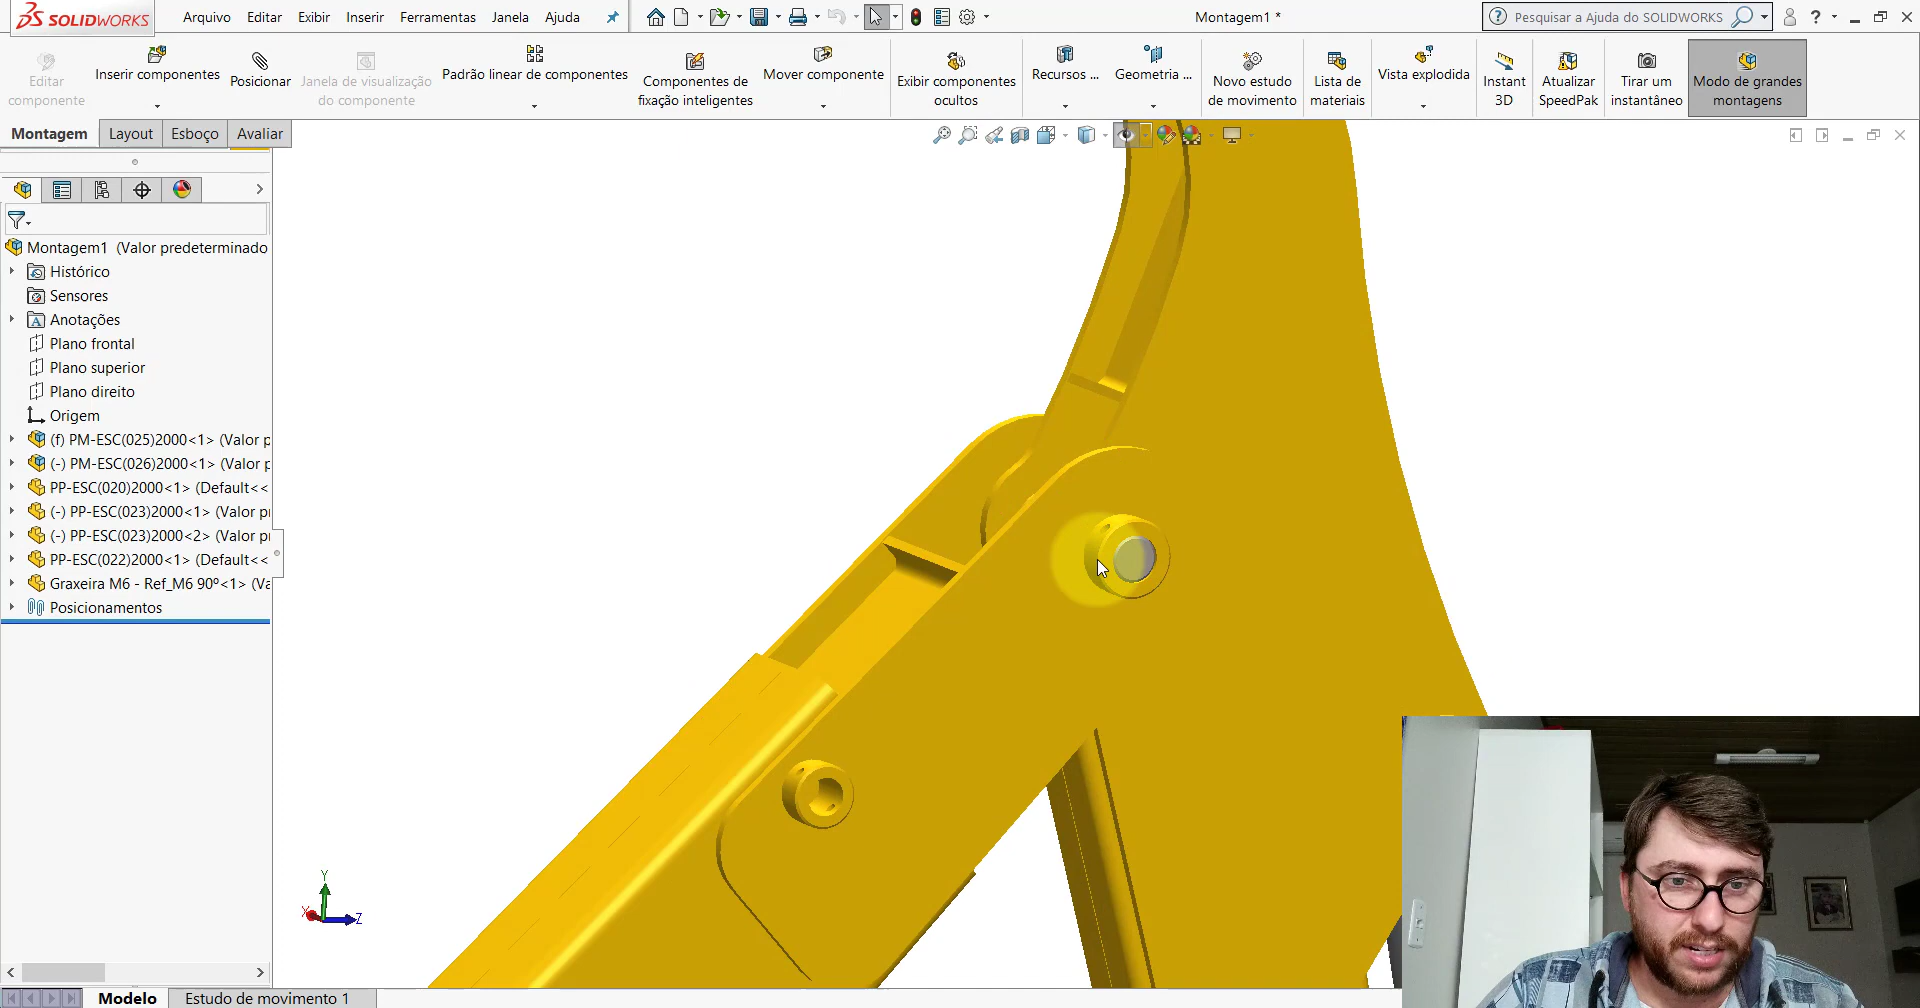 SOLIDWORKS
Arquivo Editar Exibir Inserir Ferramentas Janela Ajuda
Montagem1 *
Pesquisar a Ajuda do SOLIDWORKS
Editar componente
Inserir componentes
Posicionar
Janela de visualização do componente
Padrão linear de componentes
Componentes de fixação inteligentes
Mover componente
Exibir componentes ocultos
Recursos ...
Geometria ...
Novo estudo de movimento
Lista de materiais
Vista explodida
Instant 3D
Atualizar SpeedPak
Tirar um instantâneo
Modo de grandes montagens
Montagem Layout Esboço Avaliar
Montagem1 (Valor predeterminado
Histórico
Sensores
Anotações
Plano frontal
Plano superior
Plano direito
Origem
(f) PM-ESC(025)2000<1> (Valor p
(-) PM-ESC(026)2000<1> (Valor p
PP-ESC(020)2000<1> (Default<<
(-) PP-ESC(023)2000<1> (Valor p
(-) PP-ESC(023)2000<2> (Valor p
PP-ESC(022)2000<1> (Default<<
Graxeira M6 - Ref_M6 90º<1> (Va
Posicionamentos
Y
X
Z
Modelo Estudo de movimento 1